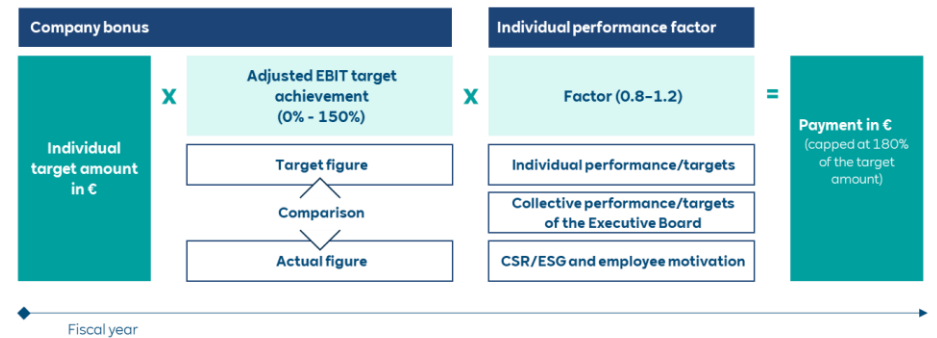 Company bonus
Individual performance factor
Individual
target amount
in €
X
Adjusted EBIT target
achievement
(0% - 150%)
Target figure
Comparison
Actual figure
X
Factor (0.8–1.2)
Individual performance/targets
Collective performance/targets
of the Executive Board
CSR/ESG and employee motivation
=
Payment in €
(capped at 180%
of the target
amount)
Fiscal year